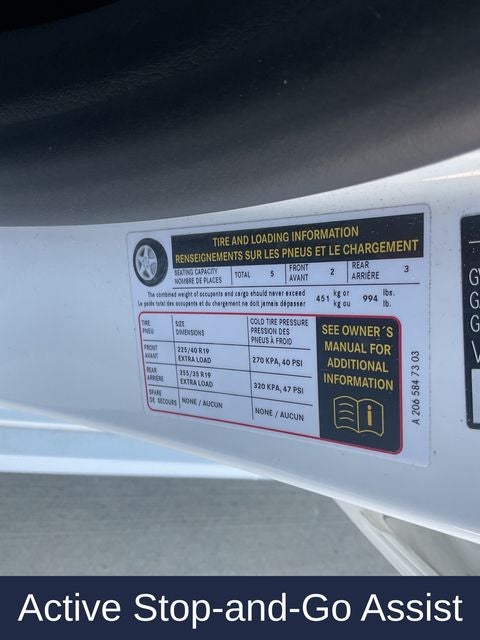 TIRE AND LOADING INFORMATION
RENSEIGNEMENTS SUR LES PNEUS ET LE CHARGEMENT
SEATING CAPACITY
NOMBRE DE PLACES
TOTAL 5
FRONT
AVANT
2
REAR
ARRIÈRE
3
The combined weight of occupants and cargo should never exceed
Le poids total des occupants et du chargement ne doit jamais dépasser
451 kg or
kg ou
994 lbs.
lb.
TIRE
PNEU
SIZE
DIMENSIONS
COLD TIRE PRESSURE
PRESSION DES
PNEUS À FROID
FRONT
AVANT
225/40 R19
EXTRA LOAD
270 KPA, 40 PSI
REAR
ARRIÈRE
255/35 R19
EXTRA LOAD
320 KPA, 47 PSI
SPARE
DE SECOURS
NONE / AUCUN
NONE / AUCUN
SEE OWNER´S
MANUAL FOR
ADDITIONAL
INFORMATION
A 206 584 73 03
Active Stop-and-Go Assist